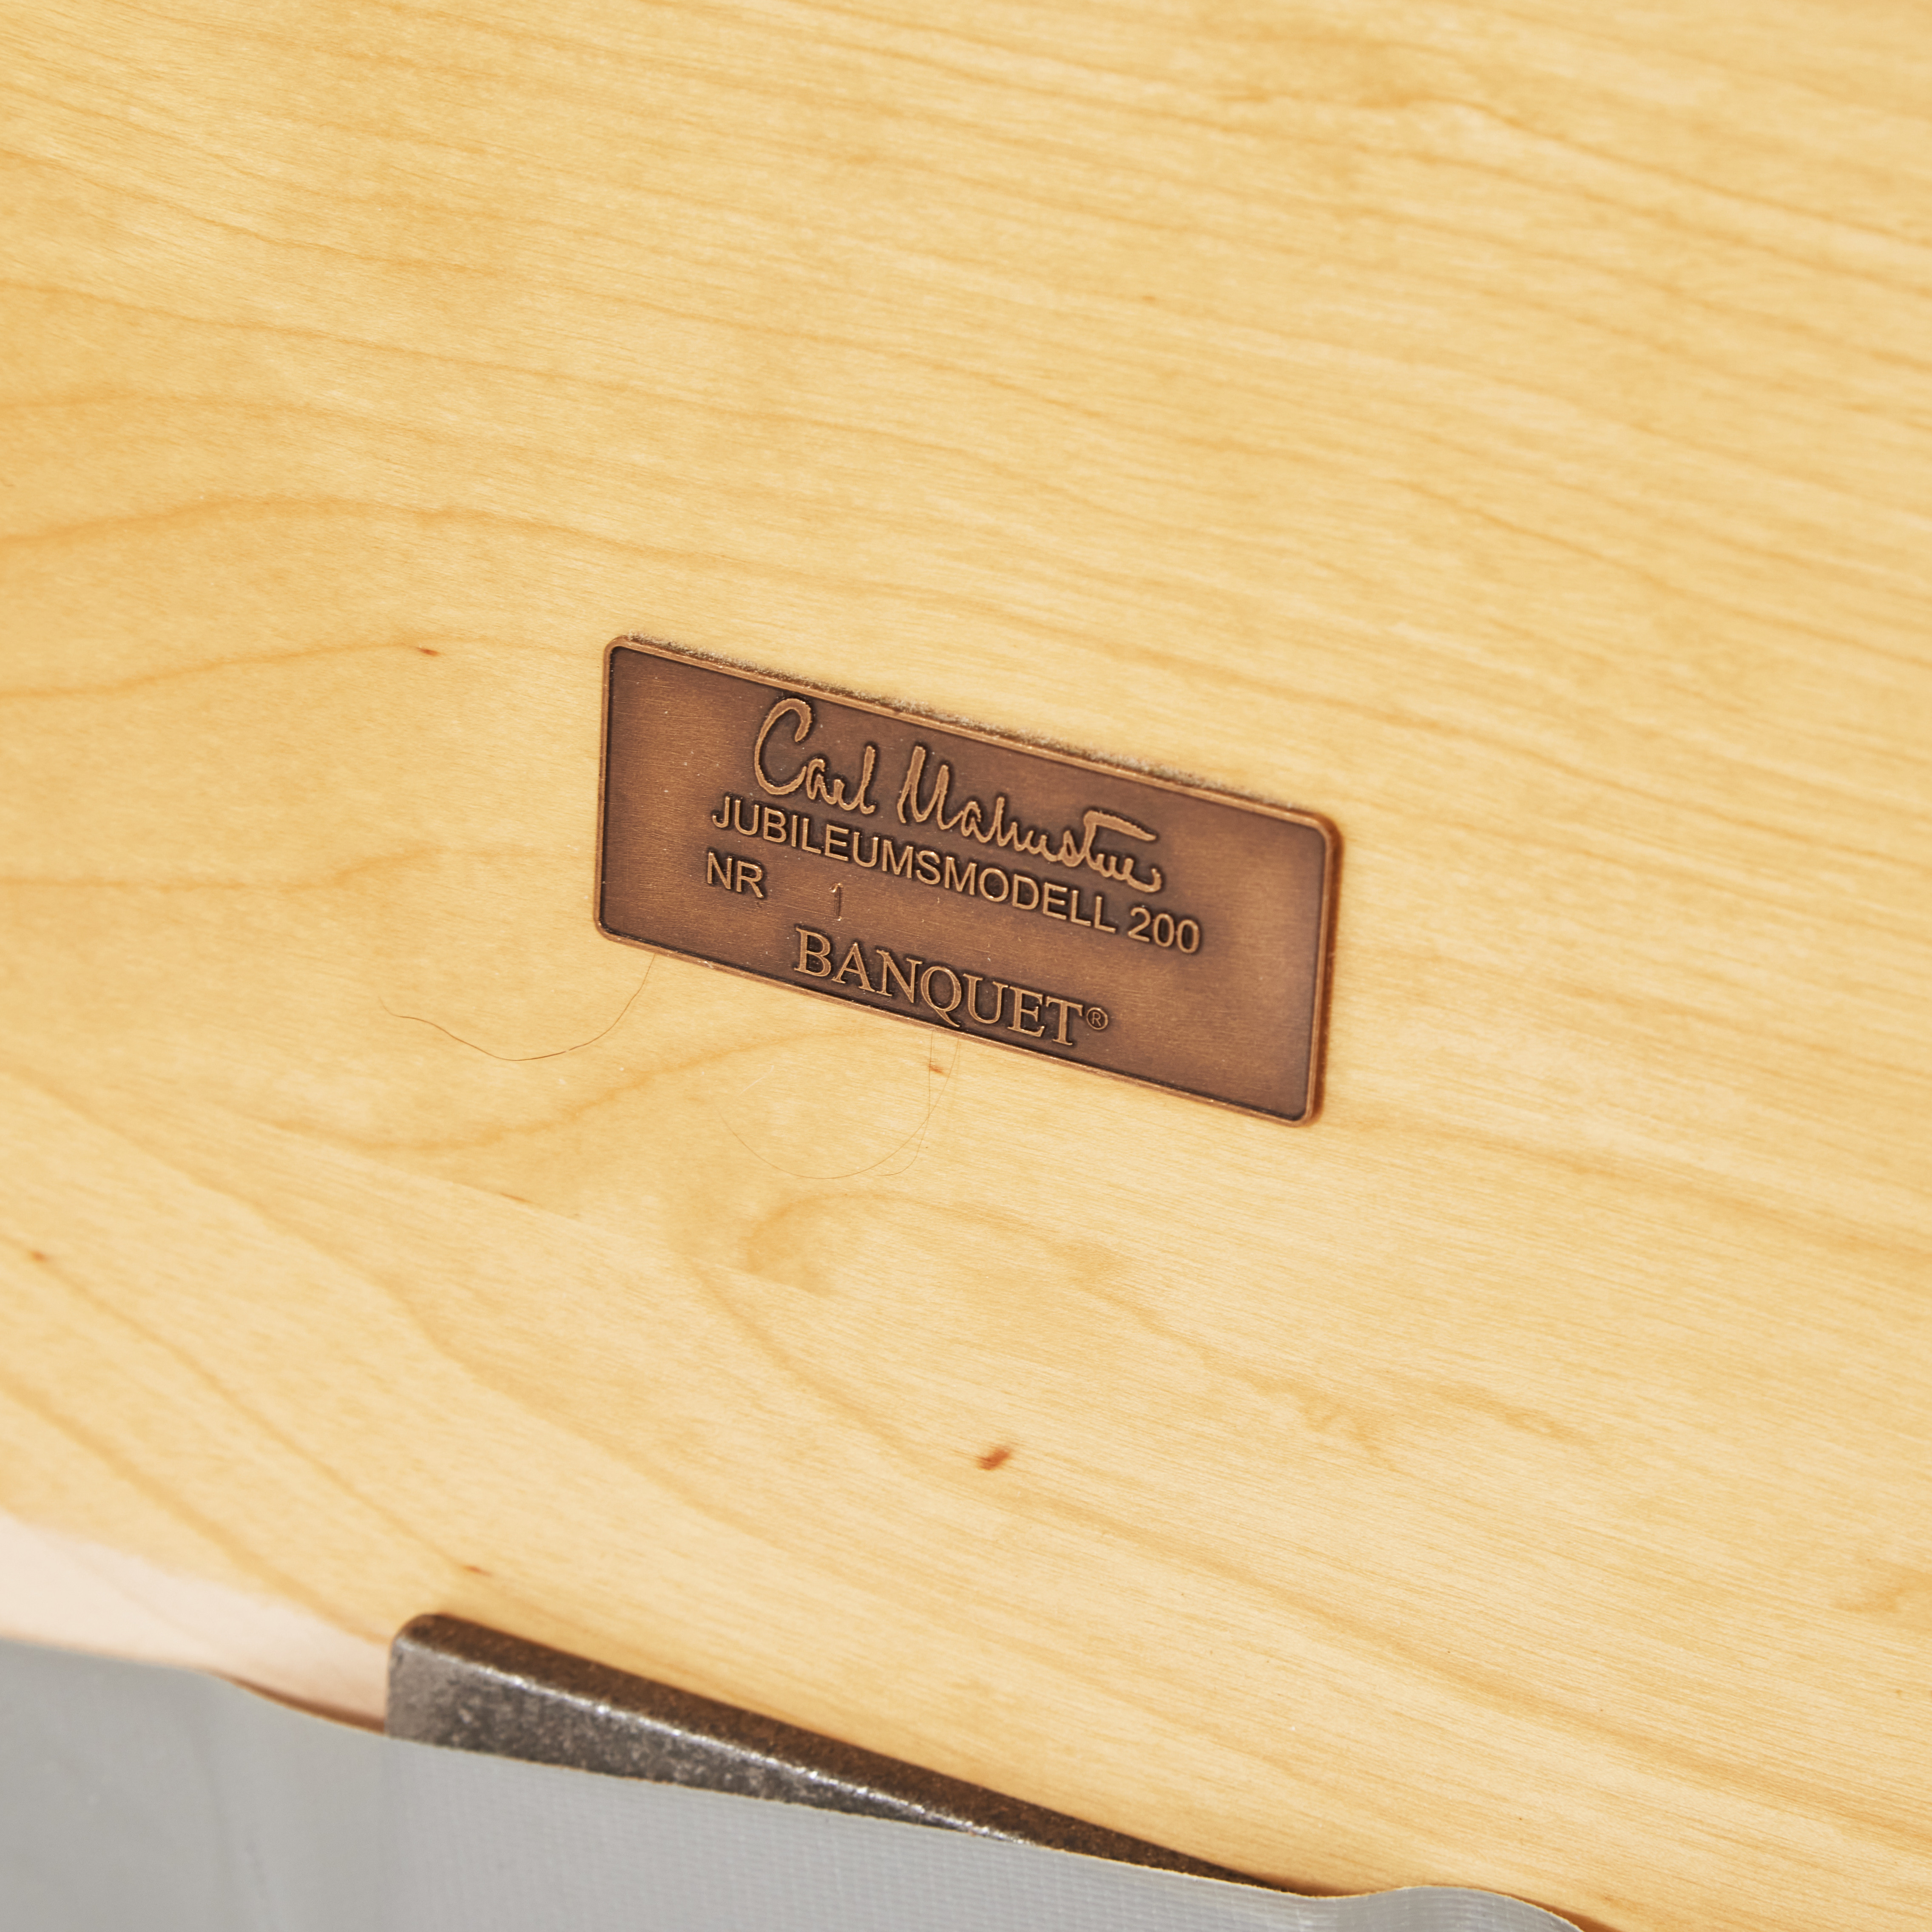 Carl Malmsten
JUBILEUMSMODELL 200
NR 1
BANQUET®